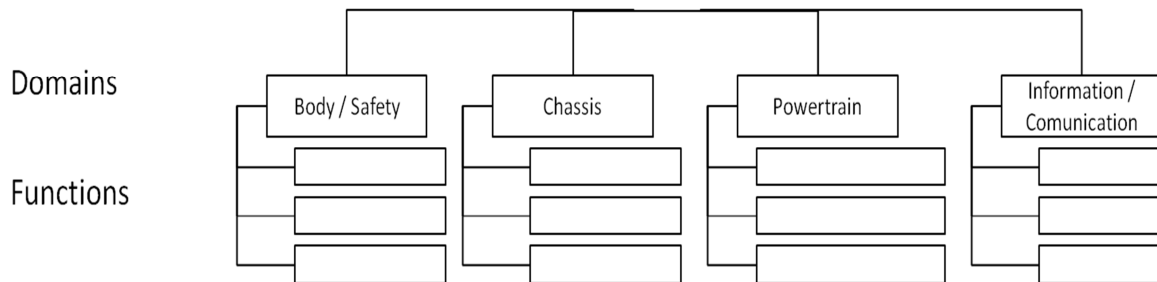 Domains
Body / Safety
Chassis
Powertrain
Information /
Comunication
Functions